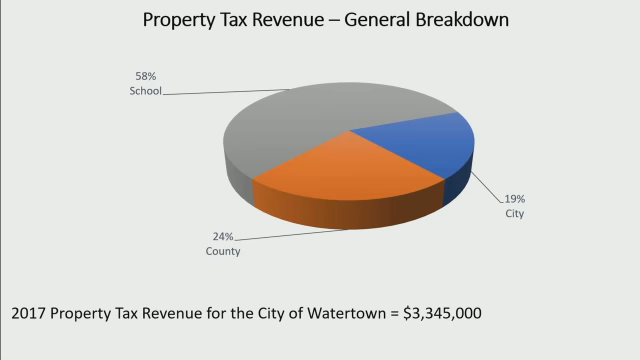 Property Tax Revenue – General Breakdown
58%
School
19%
City
24%
County
2017 Property Tax Revenue for the City of Watertown = $3,345,000